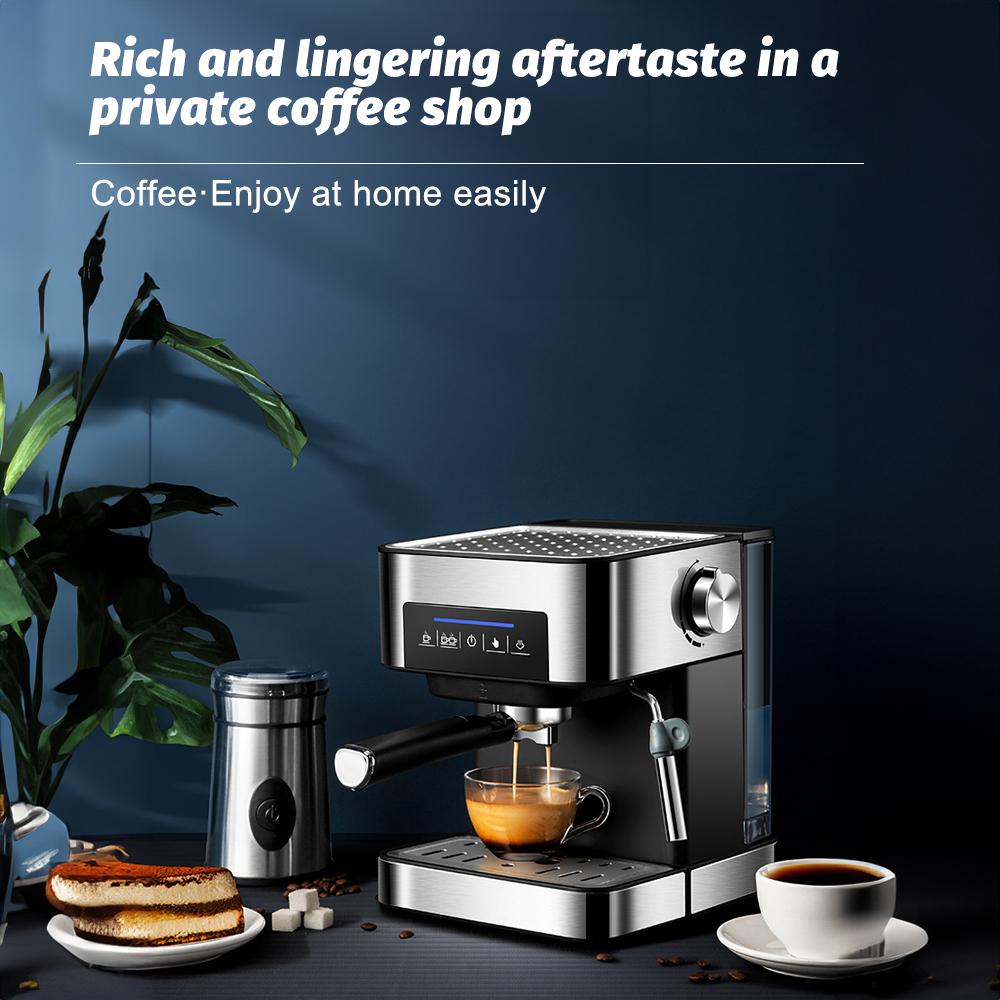 Rich and lingering aftertaste in a
private coffee shop
Coffee·Enjoy at home easily